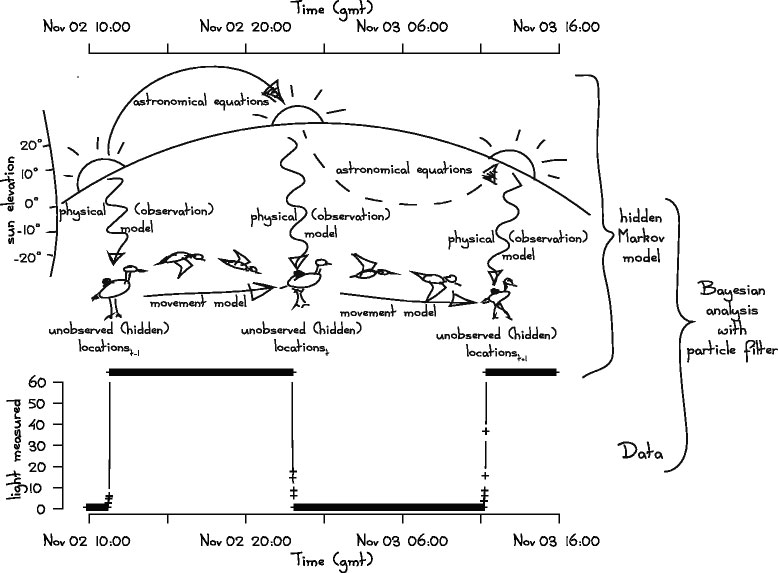 Time (gmt)
Nov 02 10:00 Nov 02 20:00 Nov 03 06:00 Nov 03 16:00
astronomical equations
astronomical equations
sun elevation
20°
10°
0°
-10°
-20°
physical (observation)
model
physical (observation)
model
physical (observation)
model
movement model
movement model
unobserved (hidden)
locations t-1
unobserved (hidden)
locations t
unobserved (hidden)
locations t+1
hidden
Markov
model
Bayesian
analysis
with
particle filter
Data
light measured
60
50
40
30
20
10
0
Nov 02 10:00 Nov 02 20:00 Nov 03 06:00 Nov 03 16:00
Time (gmt)